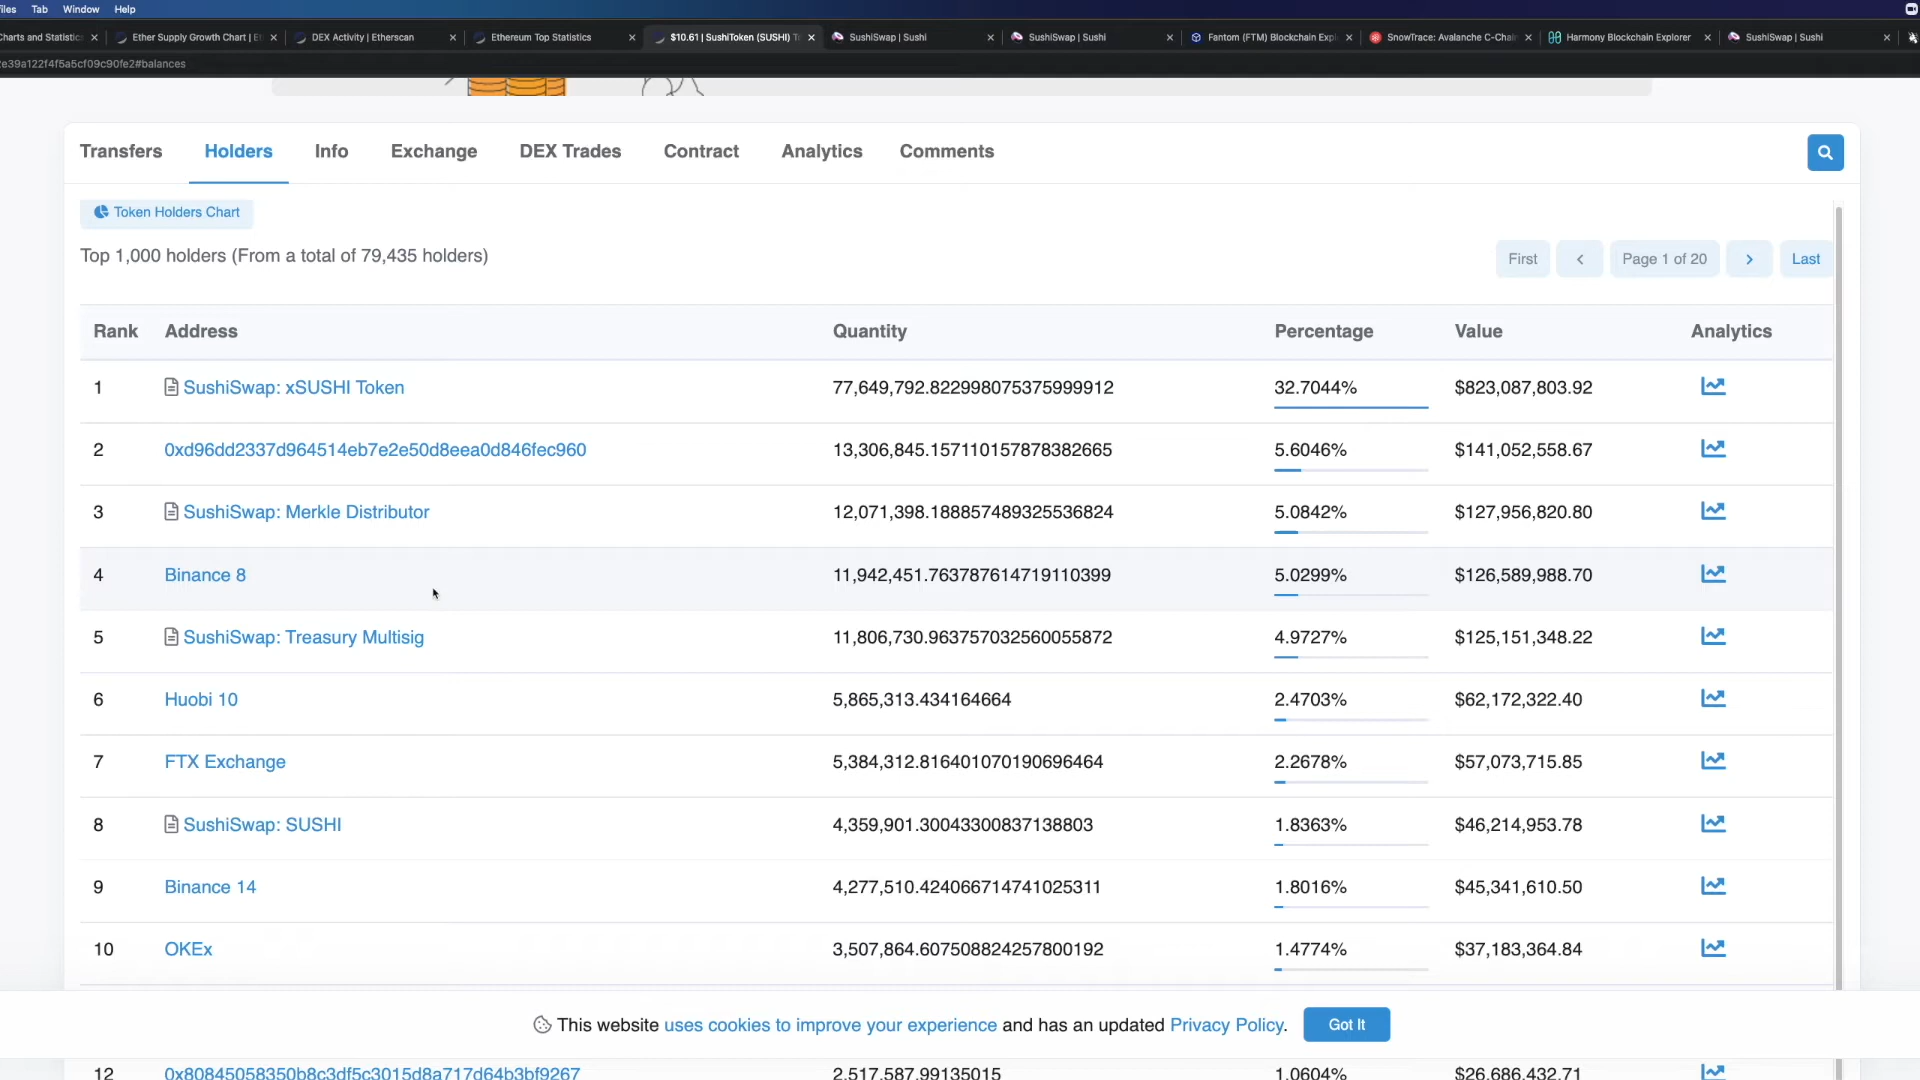 iles Tab Window Help
Charts and Statistics Ether Supply Growth Chart | Et DEX Activity | Etherscan Ethereum Top Statistics $10.61 | SushiToken (SUSHI) T SushiSwap | Sushi SushiSwap | Sushi Fantom (FTM) Blockchain Expl SnowTrace: Avalanche C-Chain Harmony Blockchain Explorer SushiSwap | Sushi
e39a122f4f5a5cf09c90fe2#balances
Transfers Holders Info Exchange DEX Trades Contract Analytics Comments
Token Holders Chart
Top 1,000 holders (From a total of 79,435 holders)
First < Page 1 of 20 > Last
Rank Address Quantity Percentage Value Analytics
1 SushiSwap: xSUSHI Token 77,649,792.822998075375999912 32.7044% $823,087,803.92
2 0xd96dd2337d964514eb7e2e50d8eea0d846fec960 13,306,845.157110157878382665 5.6046% $141,052,558.67
3 SushiSwap: Merkle Distributor 12,071,398.188857489325536824 5.0842% $127,956,820.80
4 Binance 8 11,942,451.763787614719110399 5.0299% $126,589,988.70
5 SushiSwap: Treasury Multisig 11,806,730.963757032560055872 4.9727% $125,151,348.22
6 Huobi 10 5,865,313.434164664 2.4703% $62,172,322.40
7 FTX Exchange 5,384,312.816401070190696464 2.2678% $57,073,715.85
8 SushiSwap: SUSHI 4,359,901.30043300837138803 1.8363% $46,214,953.78
9 Binance 14 4,277,510.424066714741025311 1.8016% $45,341,610.50
10 OKEx 3,507,864.607508824257800192 1.4774% $37,183,364.84
This website uses cookies to improve your experience and has an updated Privacy Policy. Got It
12 0x80845058350b8c3df5c3015d8a717d64b3bf9267 2,517,587.99135015 1.0604% $26,686,432.71